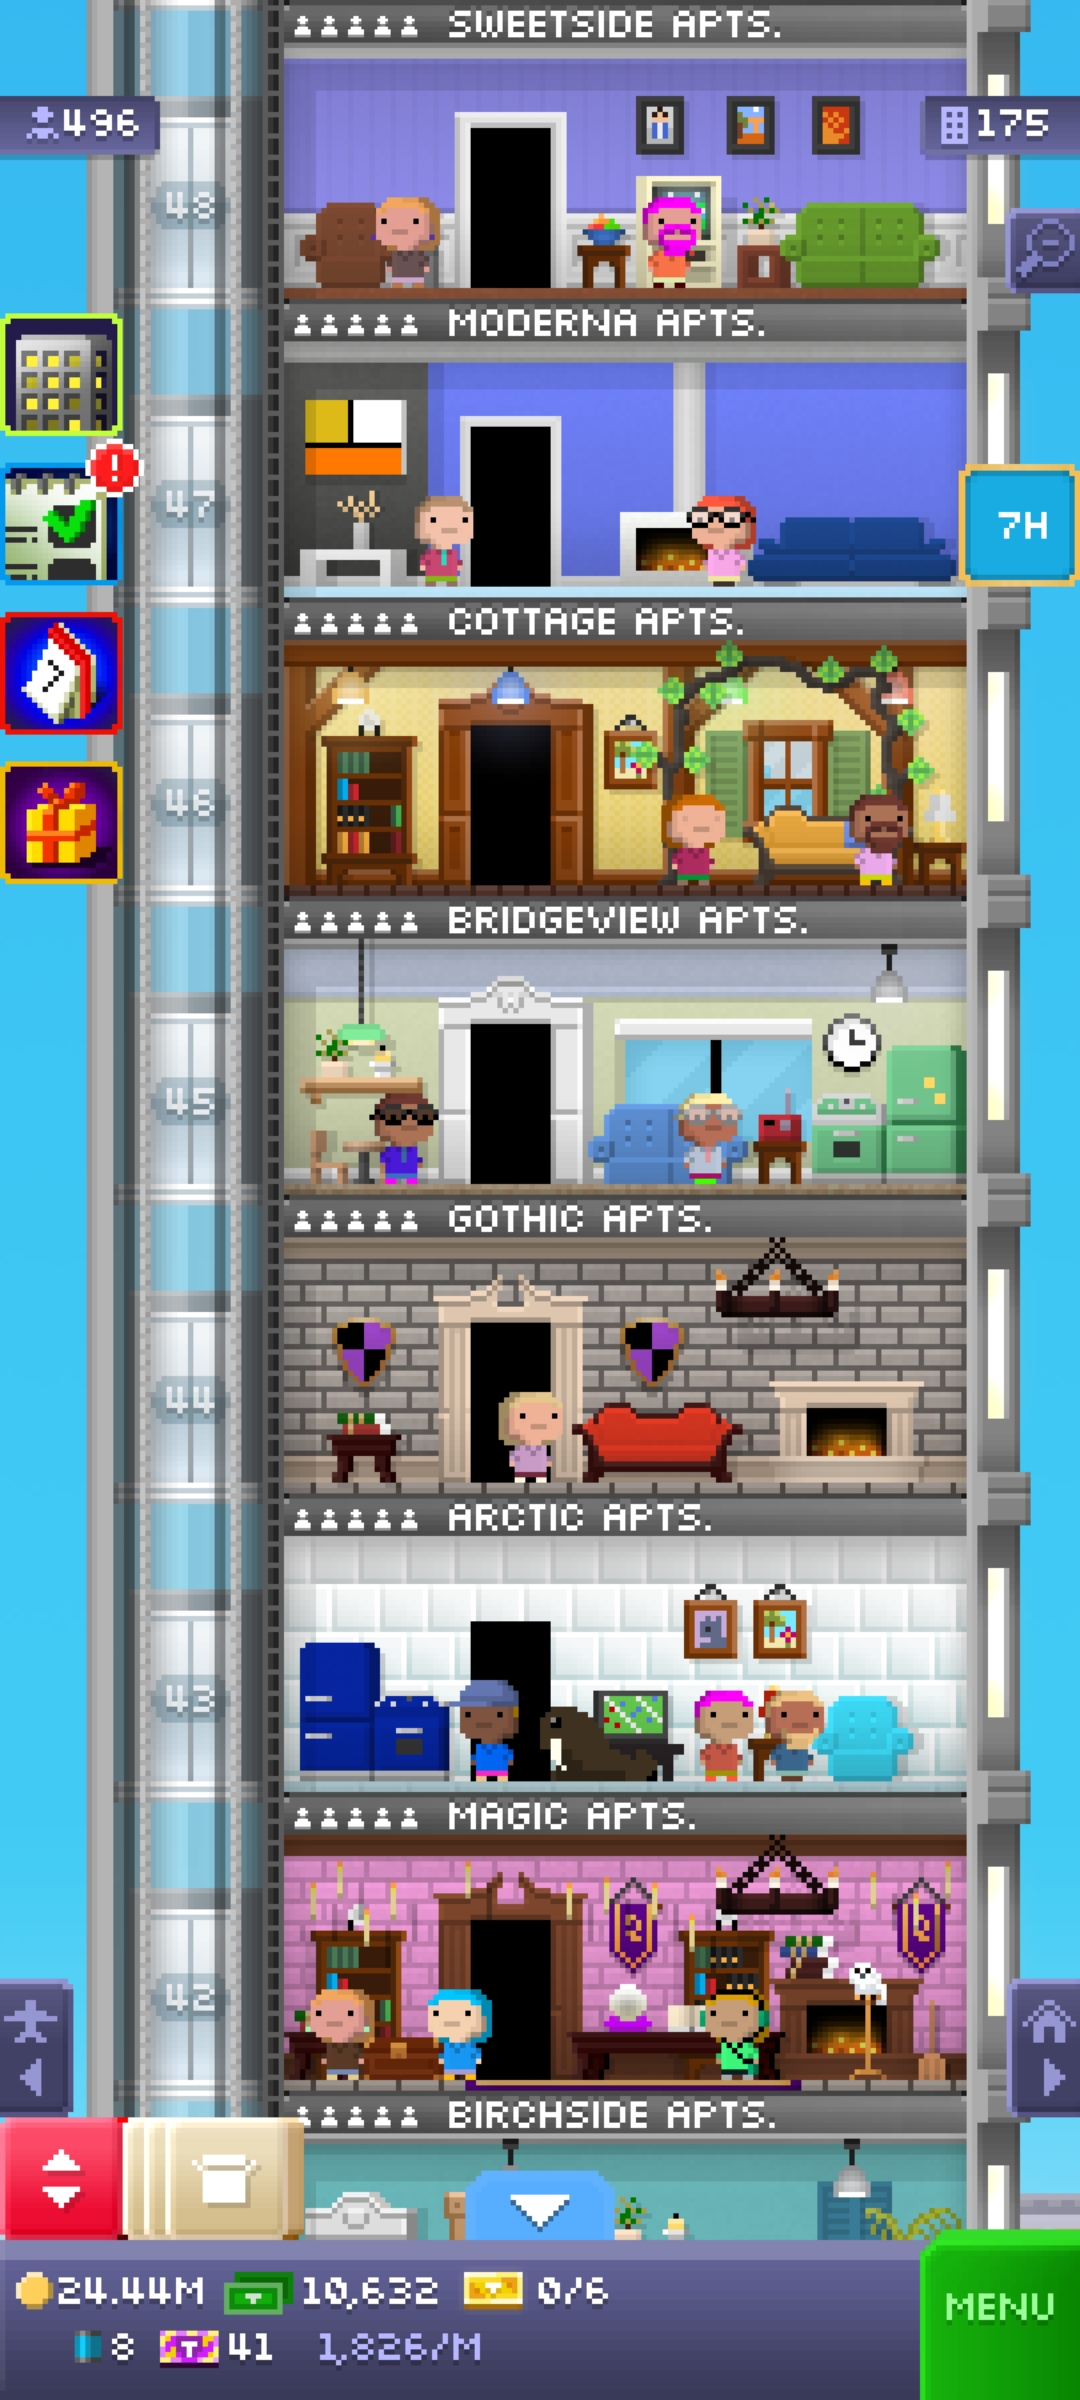 SWEETSIDE APTS.
496
175
48
MODERNA APTS.
47
7H
COTTAGE APTS.
46
BRIDGEVIEW APTS.
45
GOTHIC APTS.
44
ARCTIC APTS.
43
MAGIC APTS.
42
BIRCHSIDE APTS.
24.44M 10,632 0/6
MENU
8 T 41 1,826/M